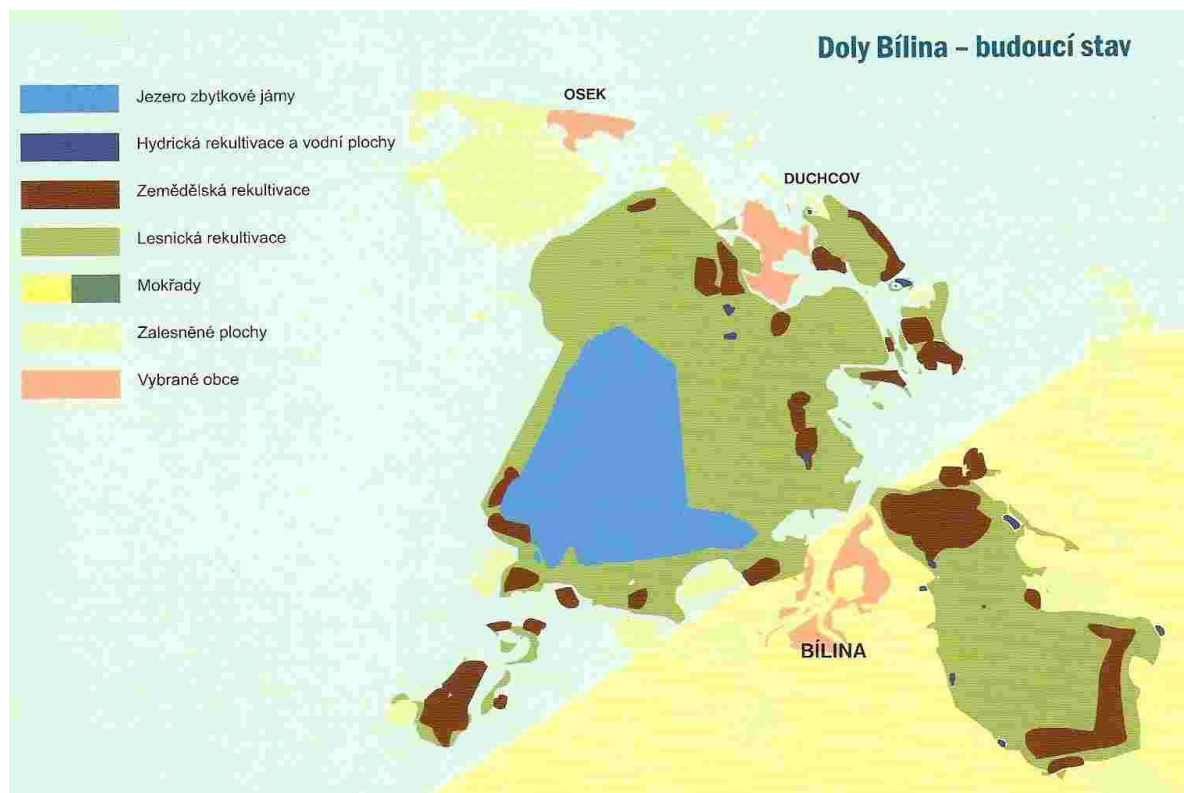 Doly Bílina – budoucí stav
Jezero zbytkové jámy
Hydrická rekultivace a vodní plochy
Zemědělská rekultivace
Lesnická rekultivace
Mokřady
Zalesněné plochy
Vybrané obce
OSEK
DUCHCOV
BÍLINA